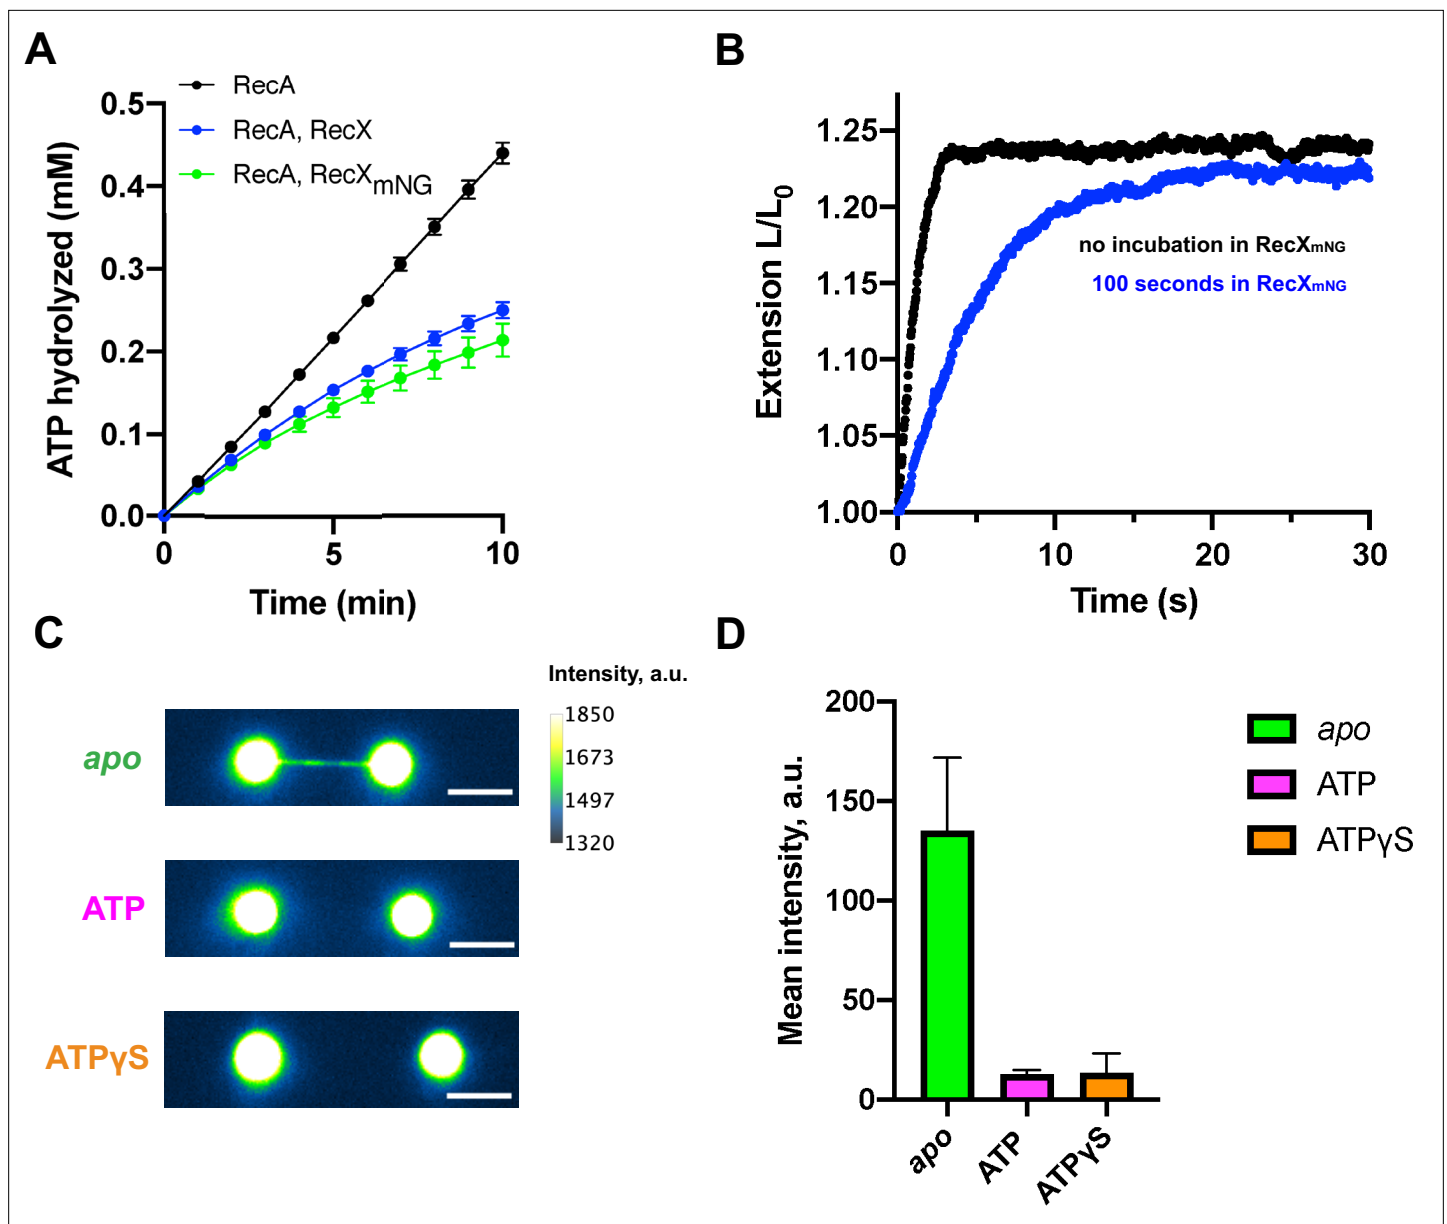 A
RecA
RecA, RecX
RecA, RecXmNG
ATP hydrolyzed (mM)
0.5
0.4
0.3
0.2
0.1
0.0
0 5 10
Time (min)
B
Extension L/L0
1.25
1.20
1.15
1.10
1.05
1.00
no incubation in RecXmNG
100 seconds in RecXmNG
0 10 20 30
Time (s)
C
Intensity, a.u.
1850
1673
1497
1320
apo
ATP
ATPγS
D
Mean intensity, a.u.
200
150
100
50
0
apo
ATP
ATPγS
apo ATP ATPγS